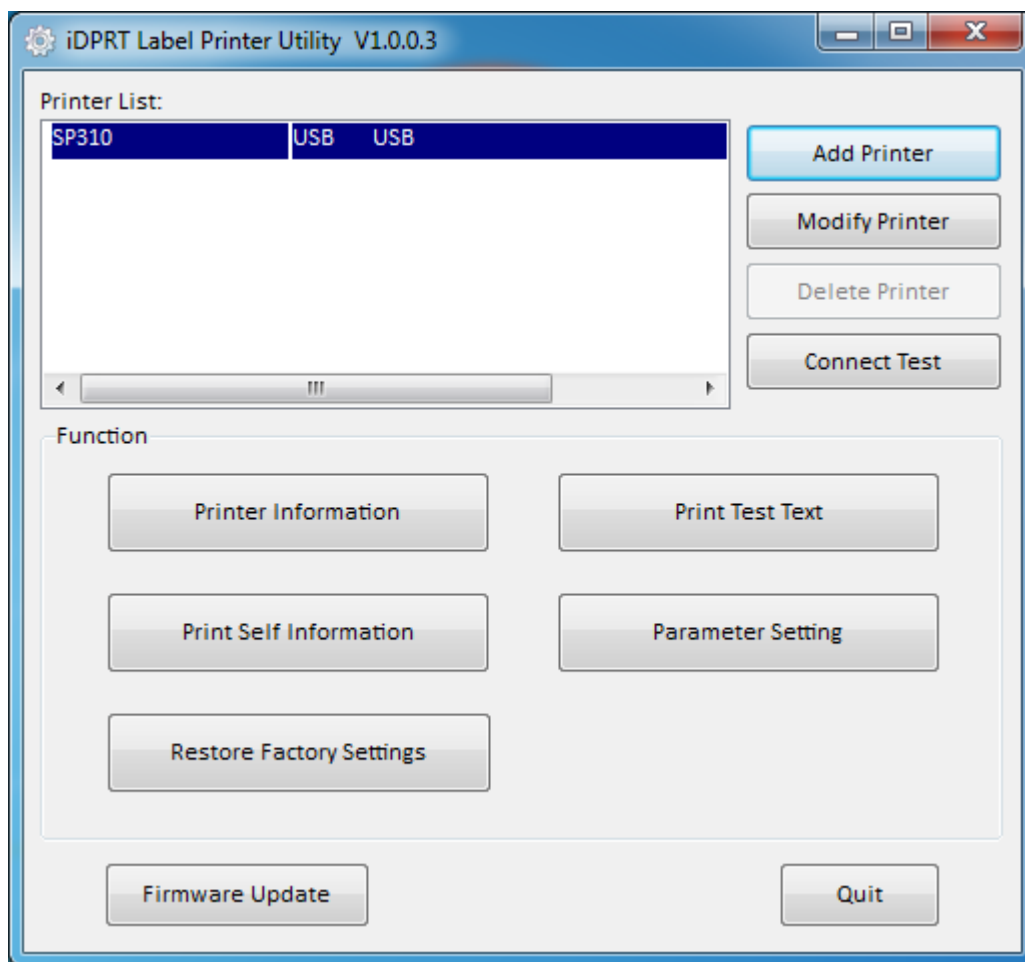 iDPRT Label Printer Utility V1.0.0.3
Printer List:
SP310 USB USB
Add Printer
Modify Printer
Delete Printer
Connect Test
Function
Printer Information
Print Test Text
Print Self Information
Parameter Setting
Restore Factory Settings
Firmware Update
Quit